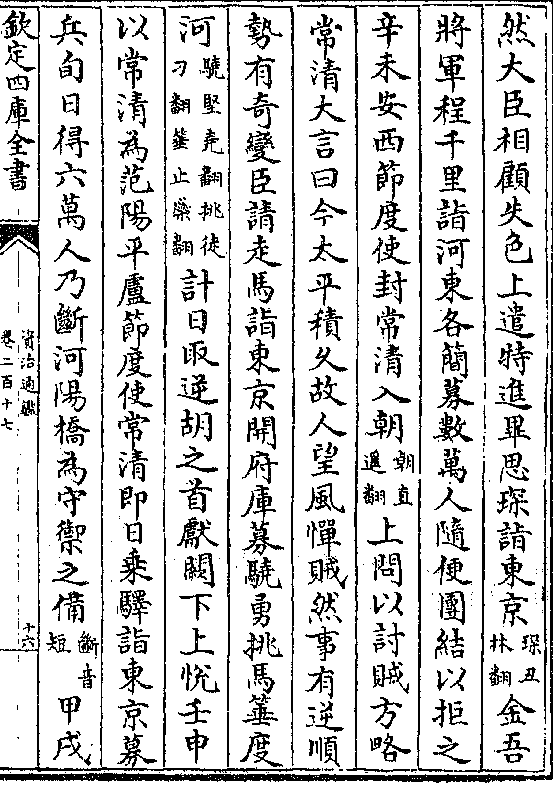 然大臣相顧失色上遣特進畢思琛詣東京琛丑林翻金吾
將軍程千里詣河東各簡募數萬人隨便團結以拒之
辛未安西節度使封常清入朝朝直遥翻上問以討賊方略
常清大言曰今太平積久故人望風憚賊然事有逆順
勢有奇變臣請走馬詣東京開府庫募驍勇挑馬箠度
河驍堅堯翻挑徒刁翻箠止橤翻計日取逆胡之首獻闕下上悦壬申
以常清為范陽平盧節度使常清即日乗驛詣東京募
兵旬日得六萬人乃斷河陽橋為守禦之備斷音短甲戌
欽定四庫全書
資治通鑑
卷二百十七
十六